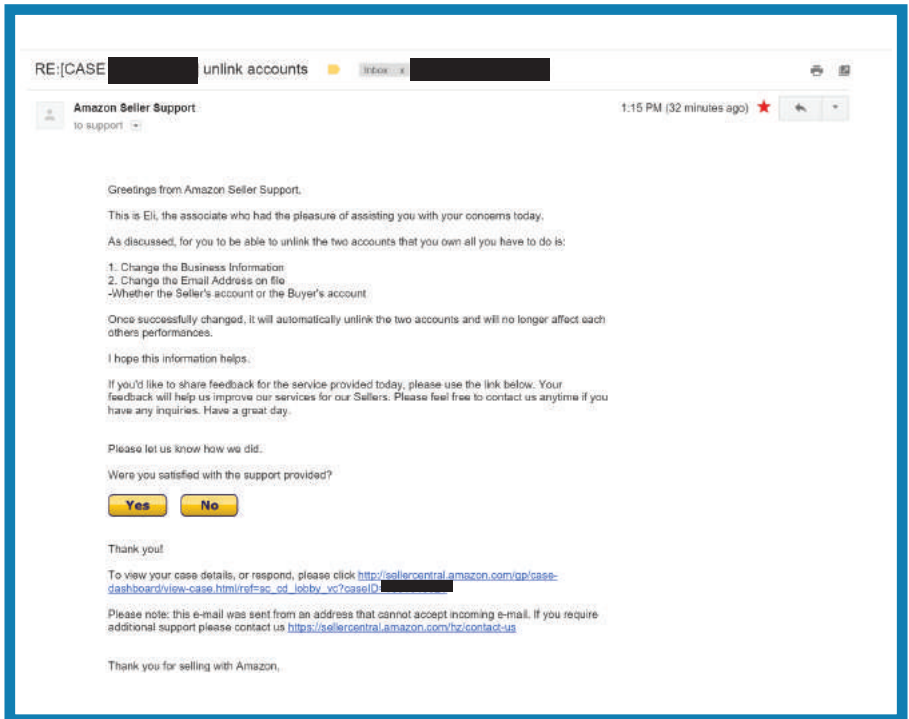 RE:[CASE unlink accounts Inbox x
Amazon Seller Support 1:15 PM (32 minutes ago)
to support
Greetings from Amazon Seller Support,
This is Eli, the associate who had the pleasure of assisting you with your concerns today.
As discussed, for you to be able to unlink the two accounts that you own all you have to do is:
1. Change the Business Information
2. Change the Email Address on file
-Whether the Seller's account or the Buyer's account
Once successfully changed, it will automatically unlink the two accounts and will no longer affect each
others performances.
I hope this information helps.
If you'd like to share feedback for the service provided today, please use the link below. Your
feedback will help us improve our services for our Sellers. Please feel free to contact us anytime if you
have any inquiries. Have a great day.
Please let us know how we did.
Were you satisfied with the support provided?
Yes No
Thank you!
To view your case details, or respond, please click http://sellercentral.amazon.com/gp/case-
dashboard/view-case.html/ref=sc_cd_lobby_vc?caseID=
Please note: this e-mail was sent from an address that cannot accept incoming e-mail. If you require
additional support please contact us https://sellercentral.amazon.com/hz/contact-us
Thank you for selling with Amazon,